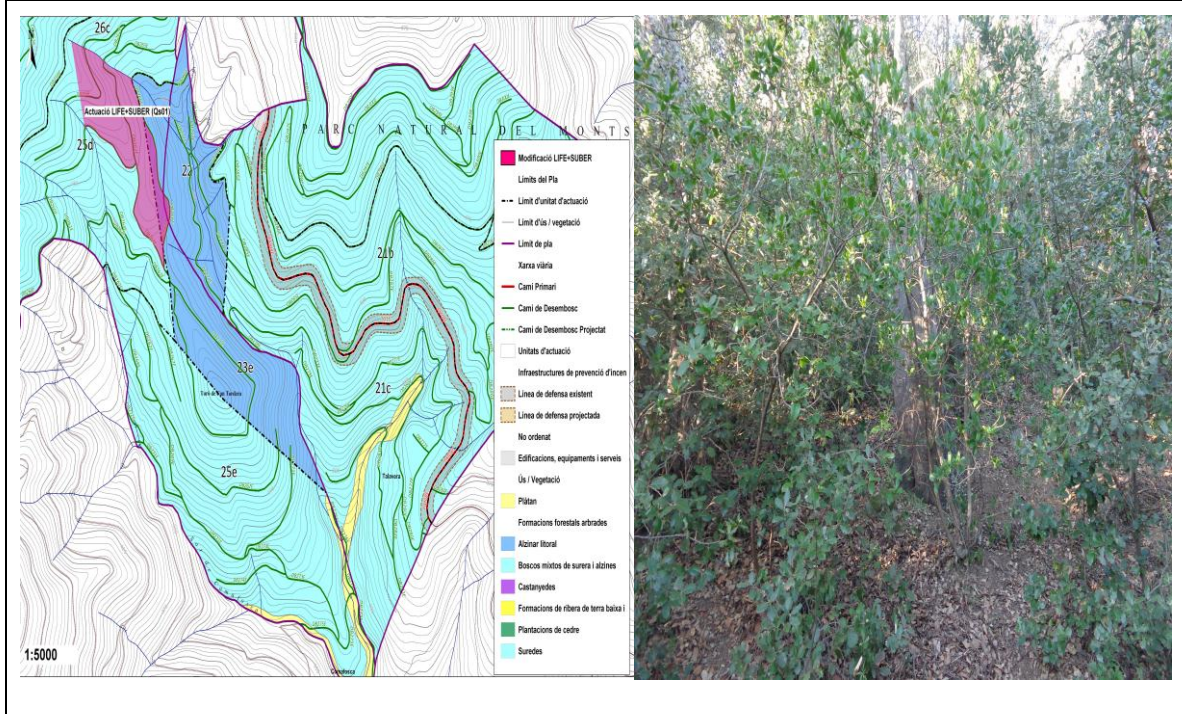 26c
Actuació LIFE+SUBER (Qs01)
25d
22
PARC NATURAL DEL MONTS
21b
23e
21c
25e
1:5000
Modificació LIFE+SUBER
Límits del Pla
Límit d'unitat d'actuació
Límit d'ús / vegetació
Límit de pla
Xarxa viària
Camí Primari
Camí de Desembosc
Camí de Desembosc Projectat
Unitats d'actuació
Infraestructures de prevenció d'incen
Línea de defensa existent
Línea de defensa projectada
No ordenat
Edificacions, equipaments i serveis
Ús / Vegetació
Plàtan
Formacions forestals arbrades
Alzinar litoral
Boscos mixtos de surera i alzines
Castanyedes
Formacions de ribera de terra baixa i
Plantacions de cedre
Suredes